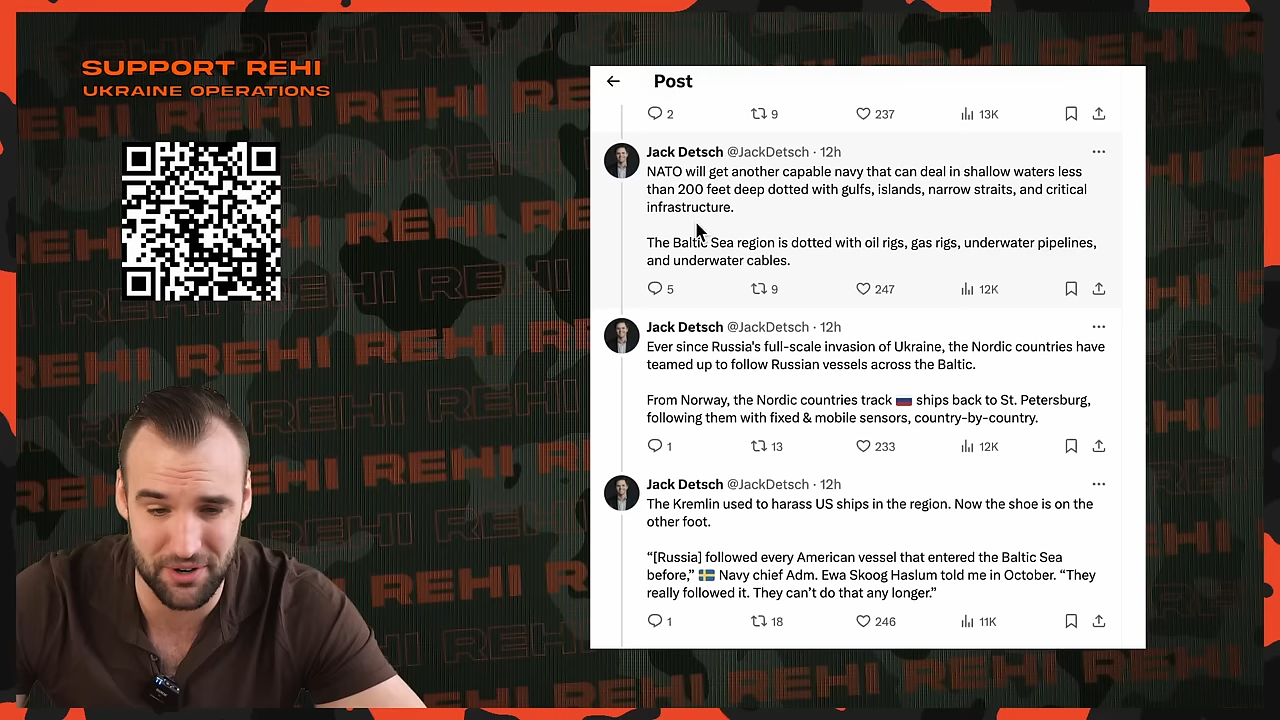 SUPPORT REHI
UKRAINE OPERATIONS
Post
2 9 237 13K
Jack Detsch @JackDetsch · 12h
NATO will get another capable navy that can deal in shallow waters less
than 200 feet deep dotted with gulfs, islands, narrow straits, and critical
infrastructure.
The Baltic Sea region is dotted with oil rigs, gas rigs, underwater pipelines,
and underwater cables.
5 9 247 12K
Jack Detsch @JackDetsch · 12h
Ever since Russia's full-scale invasion of Ukraine, the Nordic countries have
teamed up to follow Russian vessels across the Baltic.
From Norway, the Nordic countries track 🇷🇺 ships back to St. Petersburg,
following them with fixed & mobile sensors, country-by-country.
1 13 233 12K
Jack Detsch @JackDetsch · 12h
The Kremlin used to harass US ships in the region. Now the shoe is on the
other foot.
“[Russia] followed every American vessel that entered the Baltic Sea
before,” 🇸🇪 Navy chief Adm. Ewa Skoog Haslum told me in October. “They
really followed it. They can’t do that any longer.”
1 18 246 11K